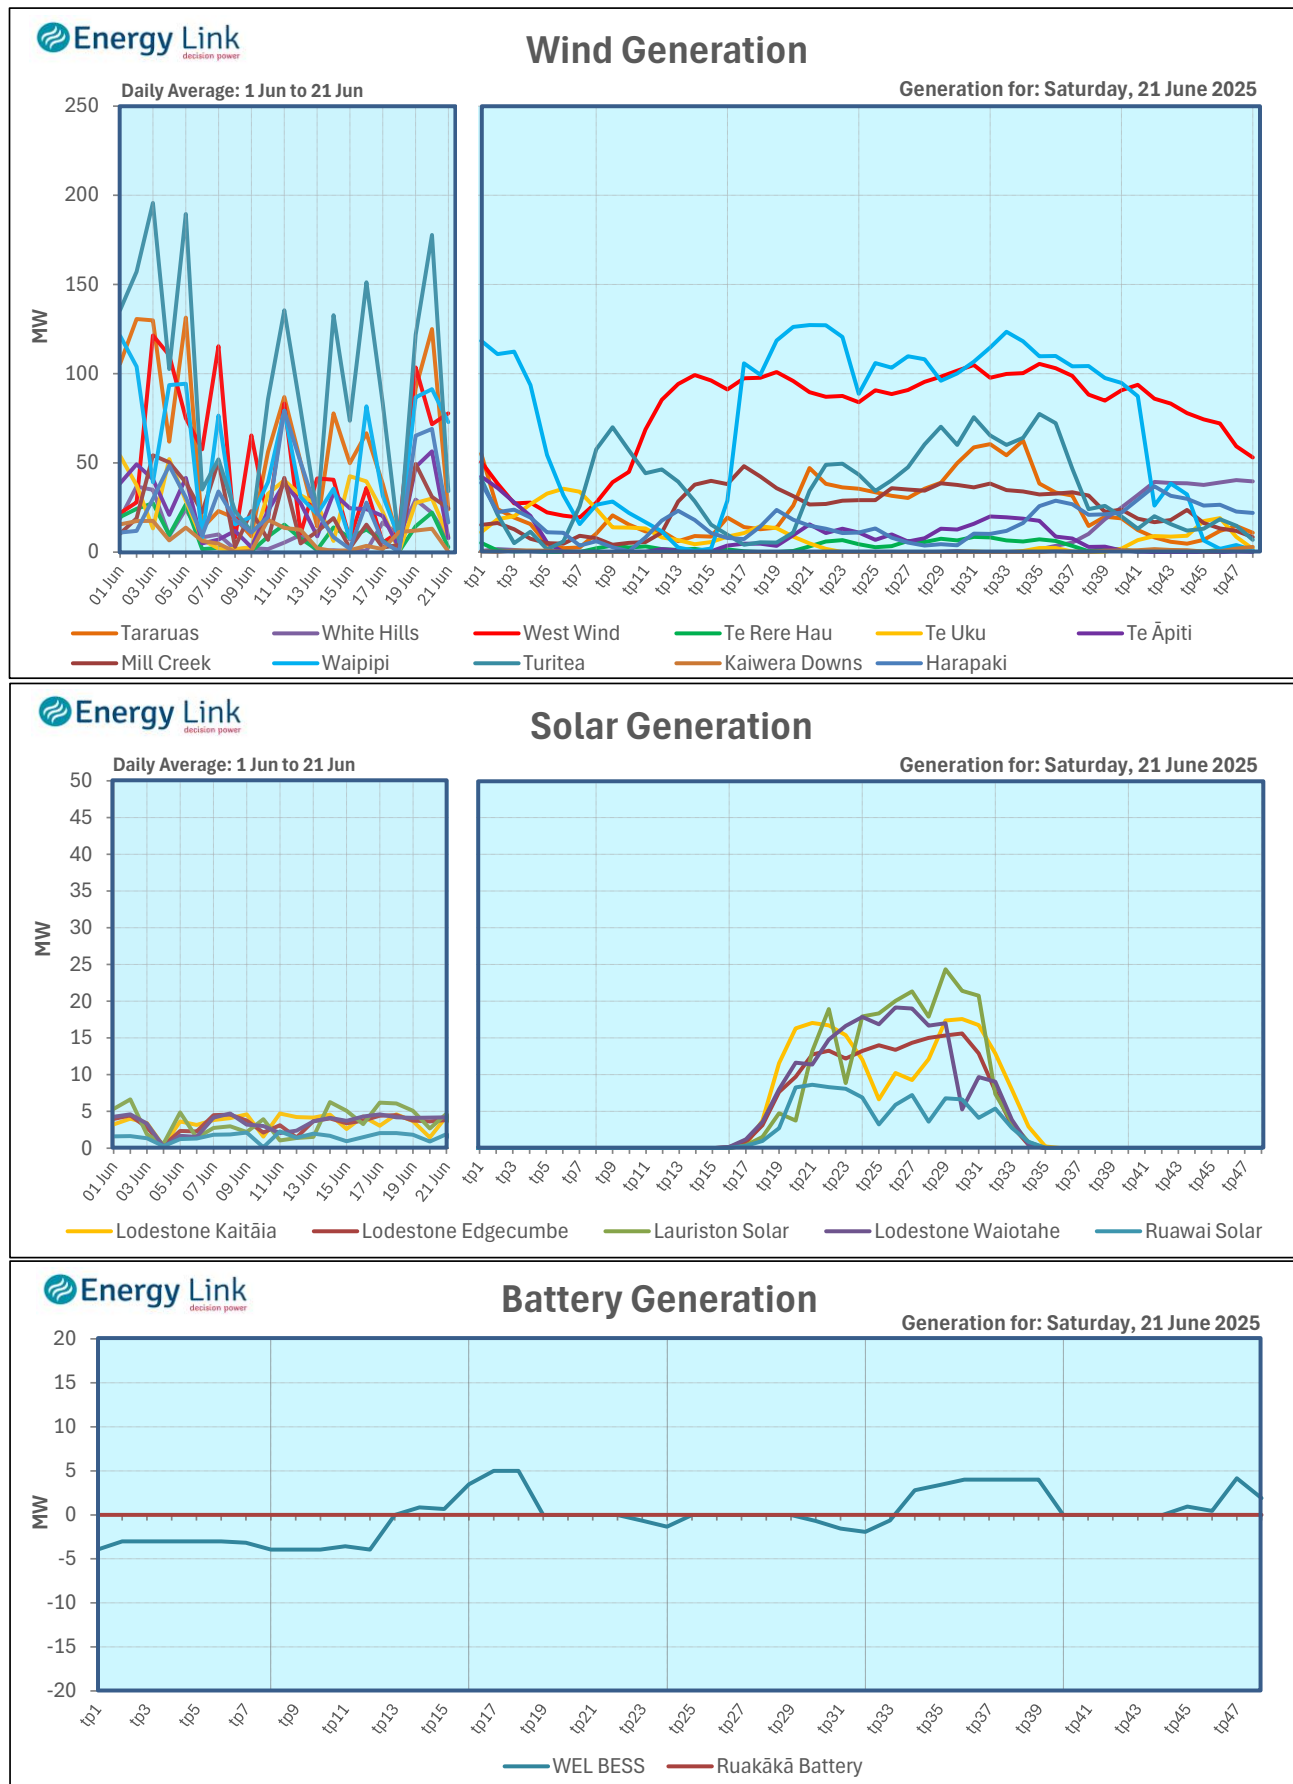 Energy Link
decision power
Wind Generation
Daily Average: 1 Jun to 21 Jun
Generation for: Saturday, 21 June 2025
MW
250
200
150
100
50
0
01 Jun 03 Jun 05 Jun 07 Jun 09 Jun 11 Jun 13 Jun 15 Jun 17 Jun 19 Jun 21 Jun
tp1 tp3 tp5 tp7 tp9 tp11 tp13 tp15 tp17 tp19 tp21 tp23 tp25 tp27 tp29 tp31 tp33 tp35 tp37 tp39 tp41 tp43 tp45 tp47
Tararuas White Hills West Wind Te Rere Hau Te Uku Te Āpiti
Mill Creek Waipipi Turitea Kaiwera Downs Harapaki
Energy Link
decision power
Solar Generation
Daily Average: 1 Jun to 21 Jun
Generation for: Saturday, 21 June 2025
MW
50
45
40
35
30
25
20
15
10
5
0
01 Jun 03 Jun 05 Jun 07 Jun 09 Jun 11 Jun 13 Jun 15 Jun 17 Jun 19 Jun 21 Jun
tp1 tp3 tp5 tp7 tp9 tp11 tp13 tp15 tp17 tp19 tp21 tp23 tp25 tp27 tp29 tp31 tp33 tp35 tp37 tp39 tp41 tp43 tp45 tp47
Lodestone Kaitāia Lodestone Edgecumbe Lauriston Solar Lodestone Waiotahe Ruawai Solar
Energy Link
decision power
Battery Generation
Generation for: Saturday, 21 June 2025
MW
20
15
10
5
0
-5
-10
-15
-20
tp1 tp3 tp5 tp7 tp9 tp11 tp13 tp15 tp17 tp19 tp21 tp23 tp25 tp27 tp29 tp31 tp33 tp35 tp37 tp39 tp41 tp43 tp45 tp47
WEL BESS Ruakākā Battery